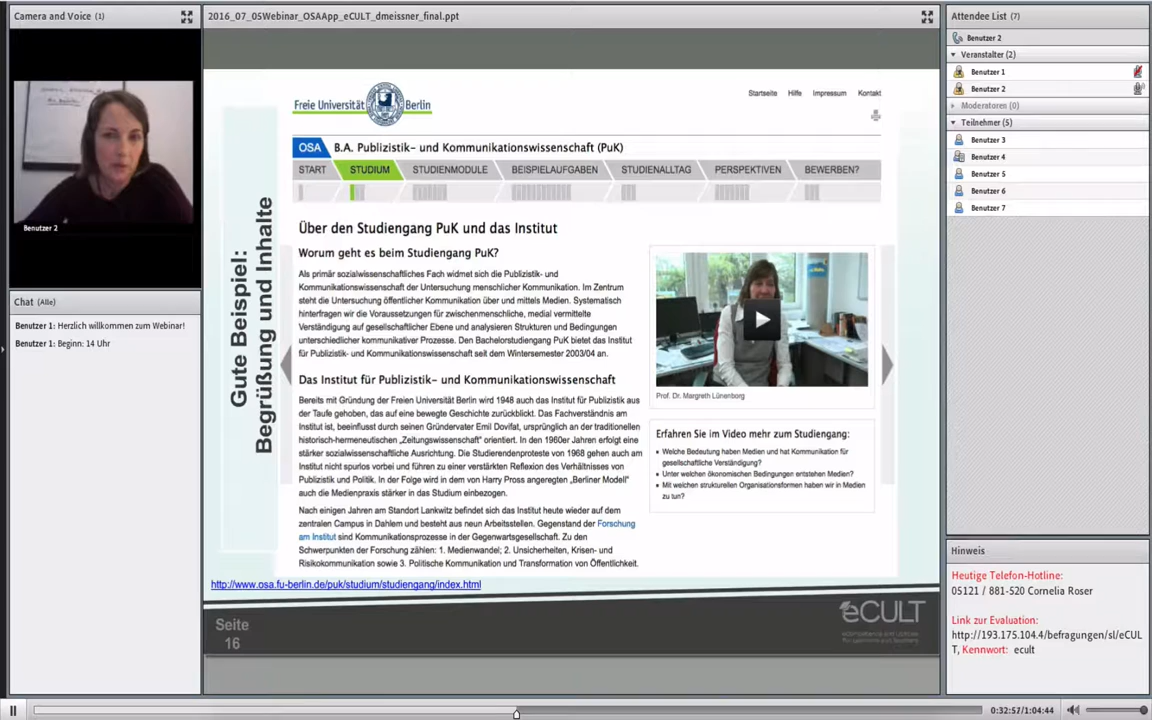 Camera and Voice (1)
Benutzer 2
Chat (Alle)
Benutzer 1: Herzlich willkommen zum Webinar!
Benutzer 1: Beginn: 14 Uhr
2016_07_05Webinar_OSAApp_eCULT_dmeissner_final.ppt
Gute Beispiel:
Begrüßung und Inhalte
Freie Universität Berlin
Startseite Hilfe Impressum Kontakt
OSA B.A. Publizistik- und Kommunikationswissenschaft (PuK)
START STUDIUM STUDIENMODULE BEISPIELAUFGABEN STUDIENALLTAG PERSPEKTIVEN BEWERBEN?
Über den Studiengang PuK und das Institut
Worum geht es beim Studiengang PuK?
Als primär sozialwissenschaftliches Fach widmet sich die Publizistik- und
Kommunikationswissenschaft der Untersuchung menschlicher Kommunikation. Im Zentrum
steht die Untersuchung öffentlicher Kommunikation über und mittels Medien. Systematisch
hinterfragen wir die Voraussetzungen für zwischenmenschliche, medial vermittelte
Verständigung auf gesellschaftlicher Ebene und analysieren Strukturen und Bedingungen
unterschiedlicher kommunikativer Prozesse. Den Bachelorstudiengang PuK bietet das Institut
für Publizistik- und Kommunikationswissenschaft seit dem Wintersemester 2003/04 an.
Das Institut für Publizistik- und Kommunikationswissenschaft
Bereits mit Gründung der Freien Universität Berlin wird 1948 auch das Institut für Publizistik aus
der Taufe gehoben, das auf eine bewegte Geschichte zurückblickt. Das Fachverständnis am
Institut ist, beeinflusst durch seinen Gründervater Emil Dovifat, ursprünglich an der traditionellen
historisch-hermeneutischen „Zeitungswissenschaft" orientiert. In den 1960er Jahren erfolgt eine
stärker sozialwissenschaftliche Ausrichtung. Die Studierendenproteste von 1968 gehen auch am
Institut nicht spurlos vorbei und führen zu einer verstärkten Reflexion des Verhältnisses von
Publizistik und Politik. In der Folge wird in dem von Harry Pross angeregten „Berliner Modell"
auch die Medienpraxis stärker in das Studium einbezogen.
Nach einigen Jahren am Standort Lankwitz befindet sich das Institut heute wieder auf dem
zentralen Campus in Dahlem und besteht aus neun Arbeitsstellen. Gegenstand der Forschung
am Institut sind Kommunikationsprozesse in der Gegenwartsgesellschaft. Zu den
Schwerpunkten der Forschung zählen: 1. Medienwandel; 2. Unsicherheiten, Krisen- und
Risikokommunikation sowie 3. Politische Kommunikation und Transformation von Öffentlichkeit.
Prof. Dr. Margreth Lünenborg
Erfahren Sie im Video mehr zum Studiengang:
Welche Bedeutung haben Medien und hat Kommunikation für
gesellschaftliche Verständigung?
Unter welchen ökonomischen Bedingungen entstehen Medien?
Mit welchen strukturellen Organisationsformen haben wir in Medien
zu tun?
http://www.osa.fu-berlin.de/puk/studium/studiengang/index.html
Seite
16
eCULT
Attendee List (7)
Benutzer 2
Veranstalter (2)
Benutzer 1
Benutzer 2
Moderatoren (0)
Teilnehmer (5)
Benutzer 3
Benutzer 4
Benutzer 5
Benutzer 6
Benutzer 7
Hinweis
Heutige Telefon-Hotline:
05121 / 881-520 Cornelia Roser
Link zur Evaluation:
http://193.175.104.4/befragungen/sl/eCUL
T, Kennwort: ecult
0:32:57/1:04:44